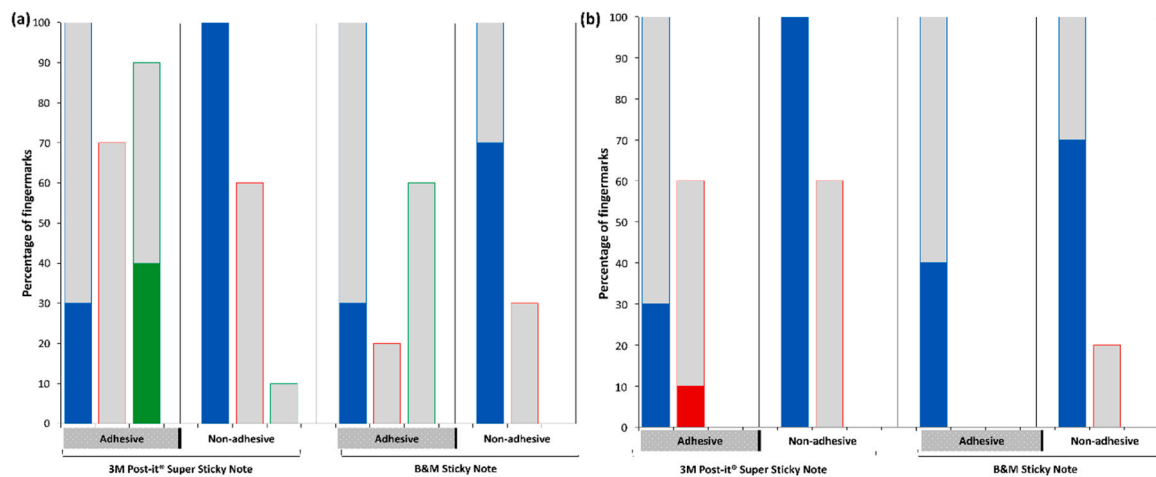 (a)
Percentage of fingermarks
100
90
80
70
60
50
40
30
20
10
0
Adhesive
Non-adhesive
Adhesive
Non-adhesive
3M Post-it® Super Sticky Note
B&M Sticky Note
(b)
Percentage of fingermarks
100
90
80
70
60
50
40
30
20
10
0
Adhesive
Non-adhesive
Adhesive
Non-adhesive
3M Post-it® Super Sticky Note
B&M Sticky Note